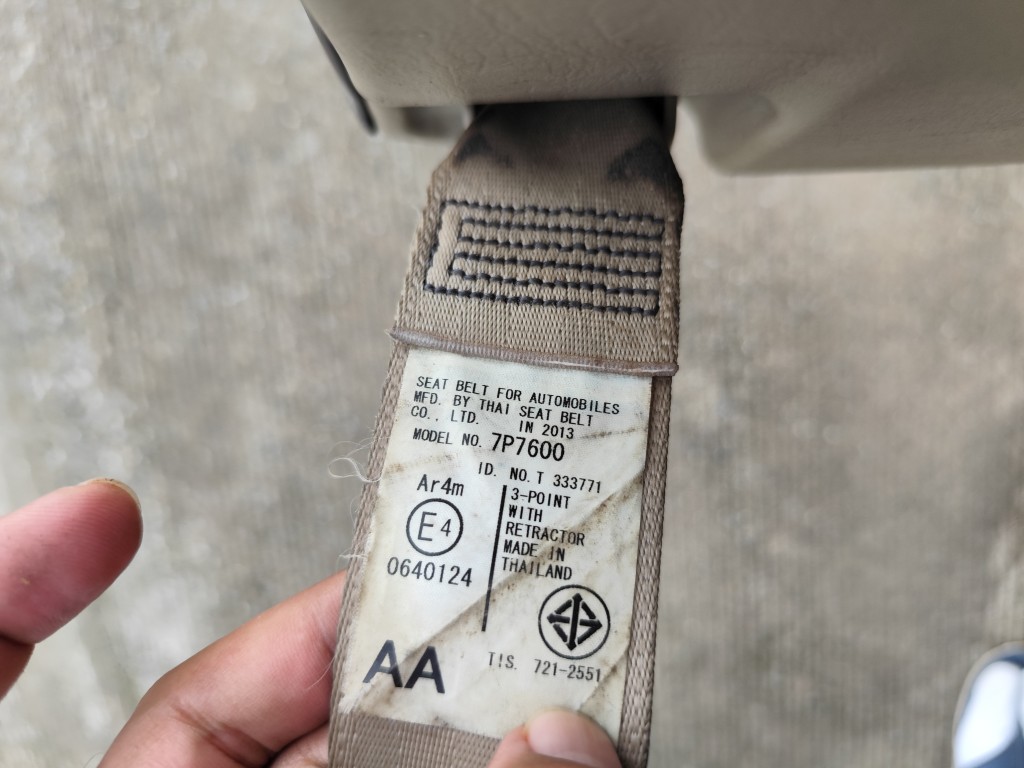 SEAT BELT FOR AUTOMOBILES
MFD. BY THAI SEAT BELT
CO., LTD. IN 2013
MODEL NO. 7P7600
ID. NO. T 333771
Ar4m
E4
0640124
3-POINT
WITH
RETRACTOR
MADE IN
THAILAND
AA
TIS. 721-2551